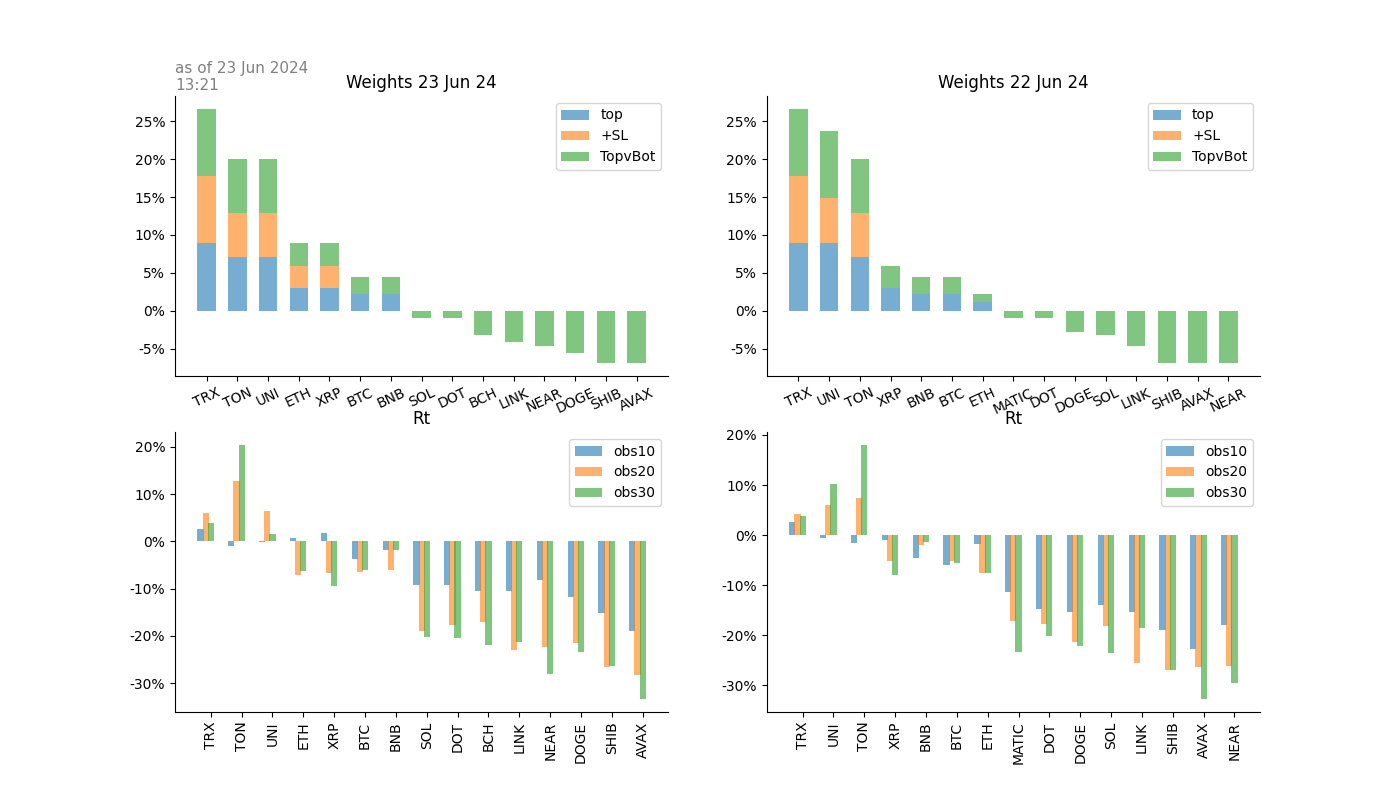 as of 23 Jun 2024
13:21
Weights 23 Jun 24
top
+SL
TopvBot
25%
20%
15%
10%
5%
0%
-5%
TRX TON UNI ETH XRP BTC BNB SOL DOT BCH LINK NEAR DOGE SHIB AVAX
Weights 22 Jun 24
top
+SL
TopvBot
25%
20%
15%
10%
5%
0%
-5%
TRX UNI TON XRP BNB BTC ETH MATIC DOT DOGE SOL LINK SHIB AVAX NEAR
Rt
obs10
obs20
obs30
20%
10%
0%
-10%
-20%
-30%
TRX TON UNI ETH XRP BTC BNB SOL DOT BCH LINK NEAR DOGE SHIB AVAX
Rt
obs10
obs20
obs30
20%
10%
0%
-10%
-20%
-30%
TRX UNI TON XRP BNB BTC ETH MATIC DOT DOGE SOL LINK SHIB AVAX NEAR